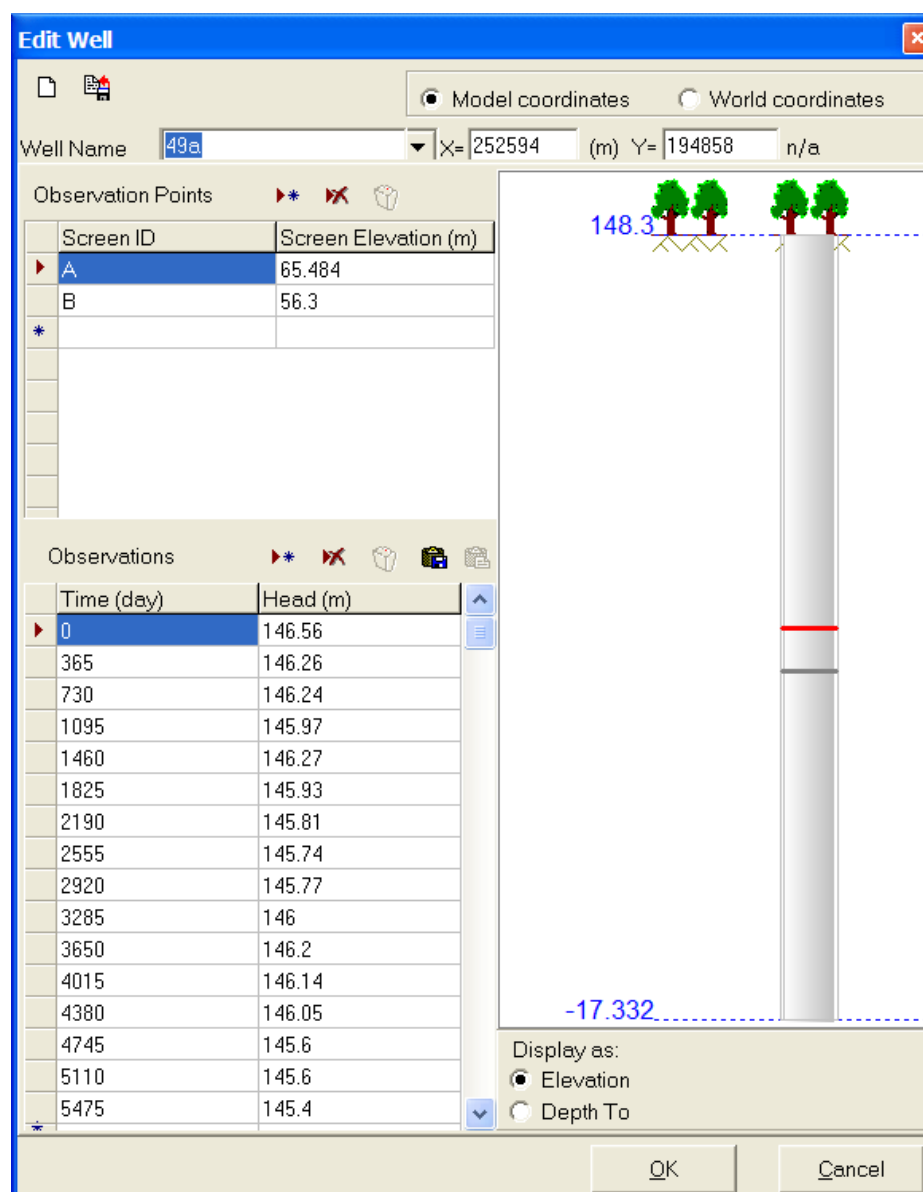 Edit Well
Model coordinates World coordinates
Well Name 49a X= 252594 (m) Y= 194858 n/a
Observation Points
Screen ID Screen Elevation (m)
A 65.484
B 56.3
148.3
Observations
Time (day) Head (m)
0 146.56
365 146.26
730 146.24
1095 145.97
1460 146.27
1825 145.93
2190 145.81
2555 145.74
2920 145.77
3285 146
3650 146.2
4015 146.14
4380 146.05
4745 145.6
5110 145.6
5475 145.4
-17.332
Display as:
Elevation
Depth To
OK Cancel